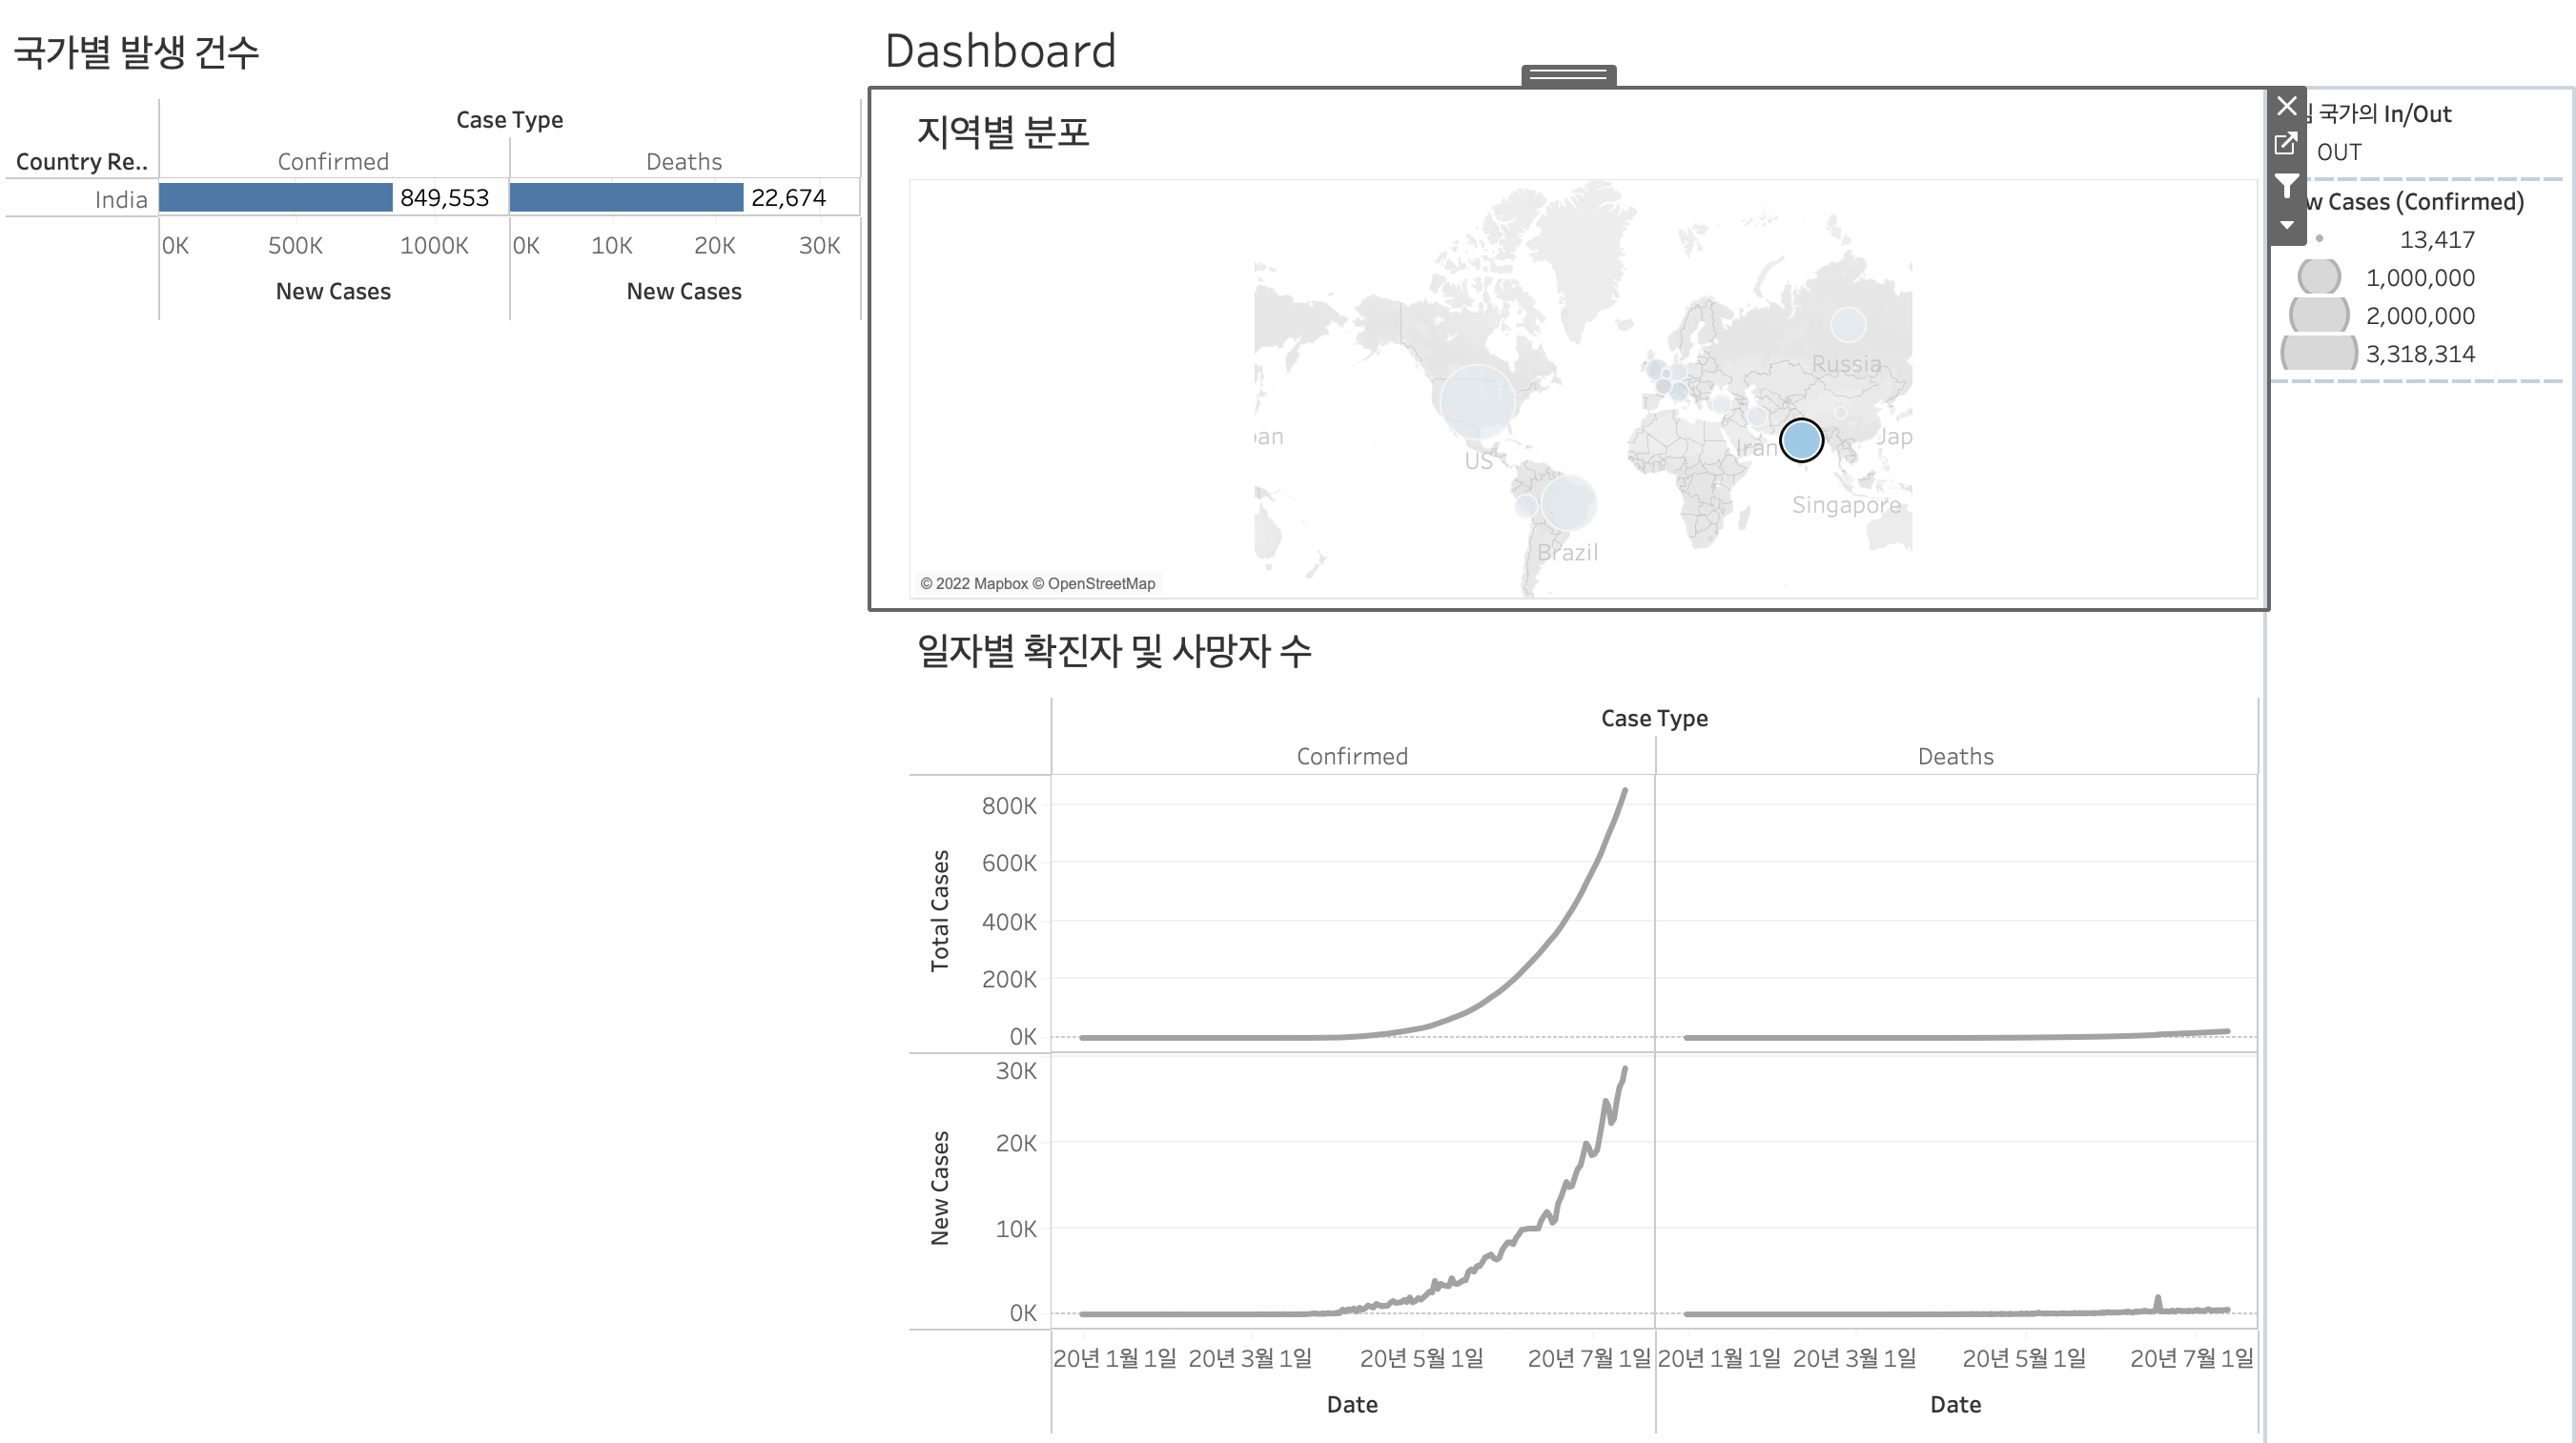 국가별 발생 건수
Case Type
Country Re.. Confirmed Deaths
India 849,553 22,674
0K 500K 1000K 0K 10K 20K 30K
New Cases New Cases
Dashboard
지역별 분포
Russia
an
Iran
Jap
US
Singapore
Brazil
© 2022 Mapbox © OpenStreetMap
국가의 In/Out
OUT
w Cases (Confirmed)
13,417
1,000,000
2,000,000
3,318,314
일자별 확진자 및 사망자 수
Case Type
Confirmed Deaths
Total Cases
800K
600K
400K
200K
0K
New Cases
30K
20K
10K
0K
20년 1월 1일 20년 3월 1일 20년 5월 1일 20년 7월 1일 20년 1월 1일 20년 3월 1일 20년 5월 1일 20년 7월 1일
Date Date